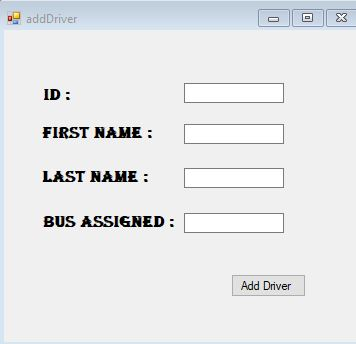 addDriver
ID :
FIRST NAME :
LAST NAME :
BUS ASSIGNED :
Add Driver